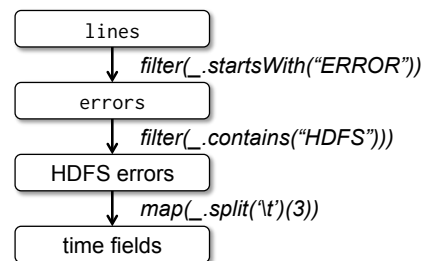 lines
filter(_.startsWith(“ERROR”))
errors
filter(_.contains(“HDFS”)))
HDFS errors
map(_.split(‘\t’)(3))
time fields